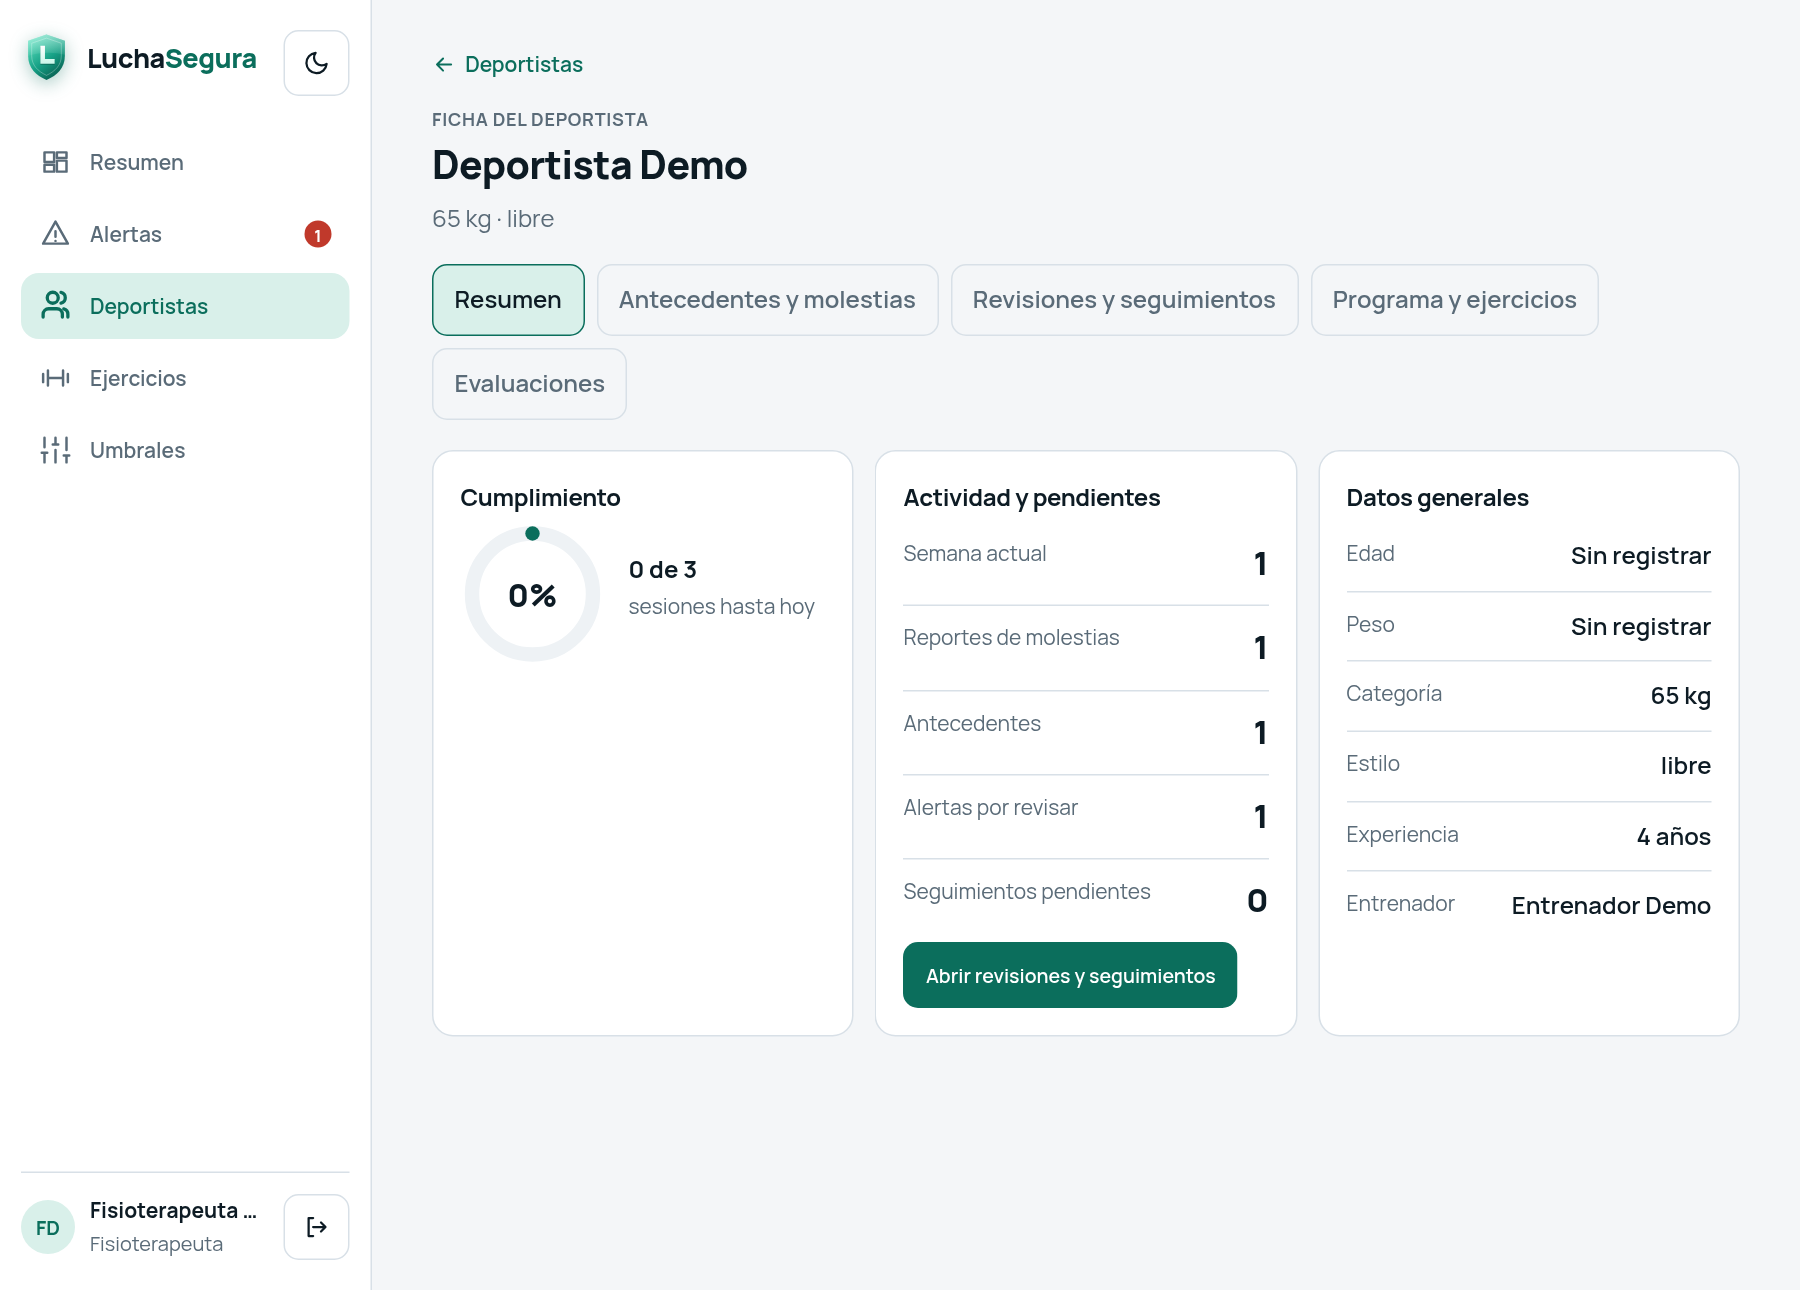 LuchaSegura
Resumen
Alertas 1
Deportistas
Ejercicios
Umbrales
FD
Fisioterapeuta ...
Fisioterapeuta
Deportistas
FICHA DEL DEPORTISTA
Deportista Demo
65 kg · libre
Resumen Antecedentes y molestias Revisiones y seguimientos Programa y ejercicios
Evaluaciones
Cumplimiento
0%
0 de 3
sesiones hasta hoy
Actividad y pendientes
Semana actual 1
Reportes de molestias 1
Antecedentes 1
Alertas por revisar 1
Seguimientos pendientes 0
Abrir revisiones y seguimientos
Datos generales
Edad Sin registrar
Peso Sin registrar
Categoría 65 kg
Estilo libre
Experiencia 4 años
Entrenador Entrenador Demo